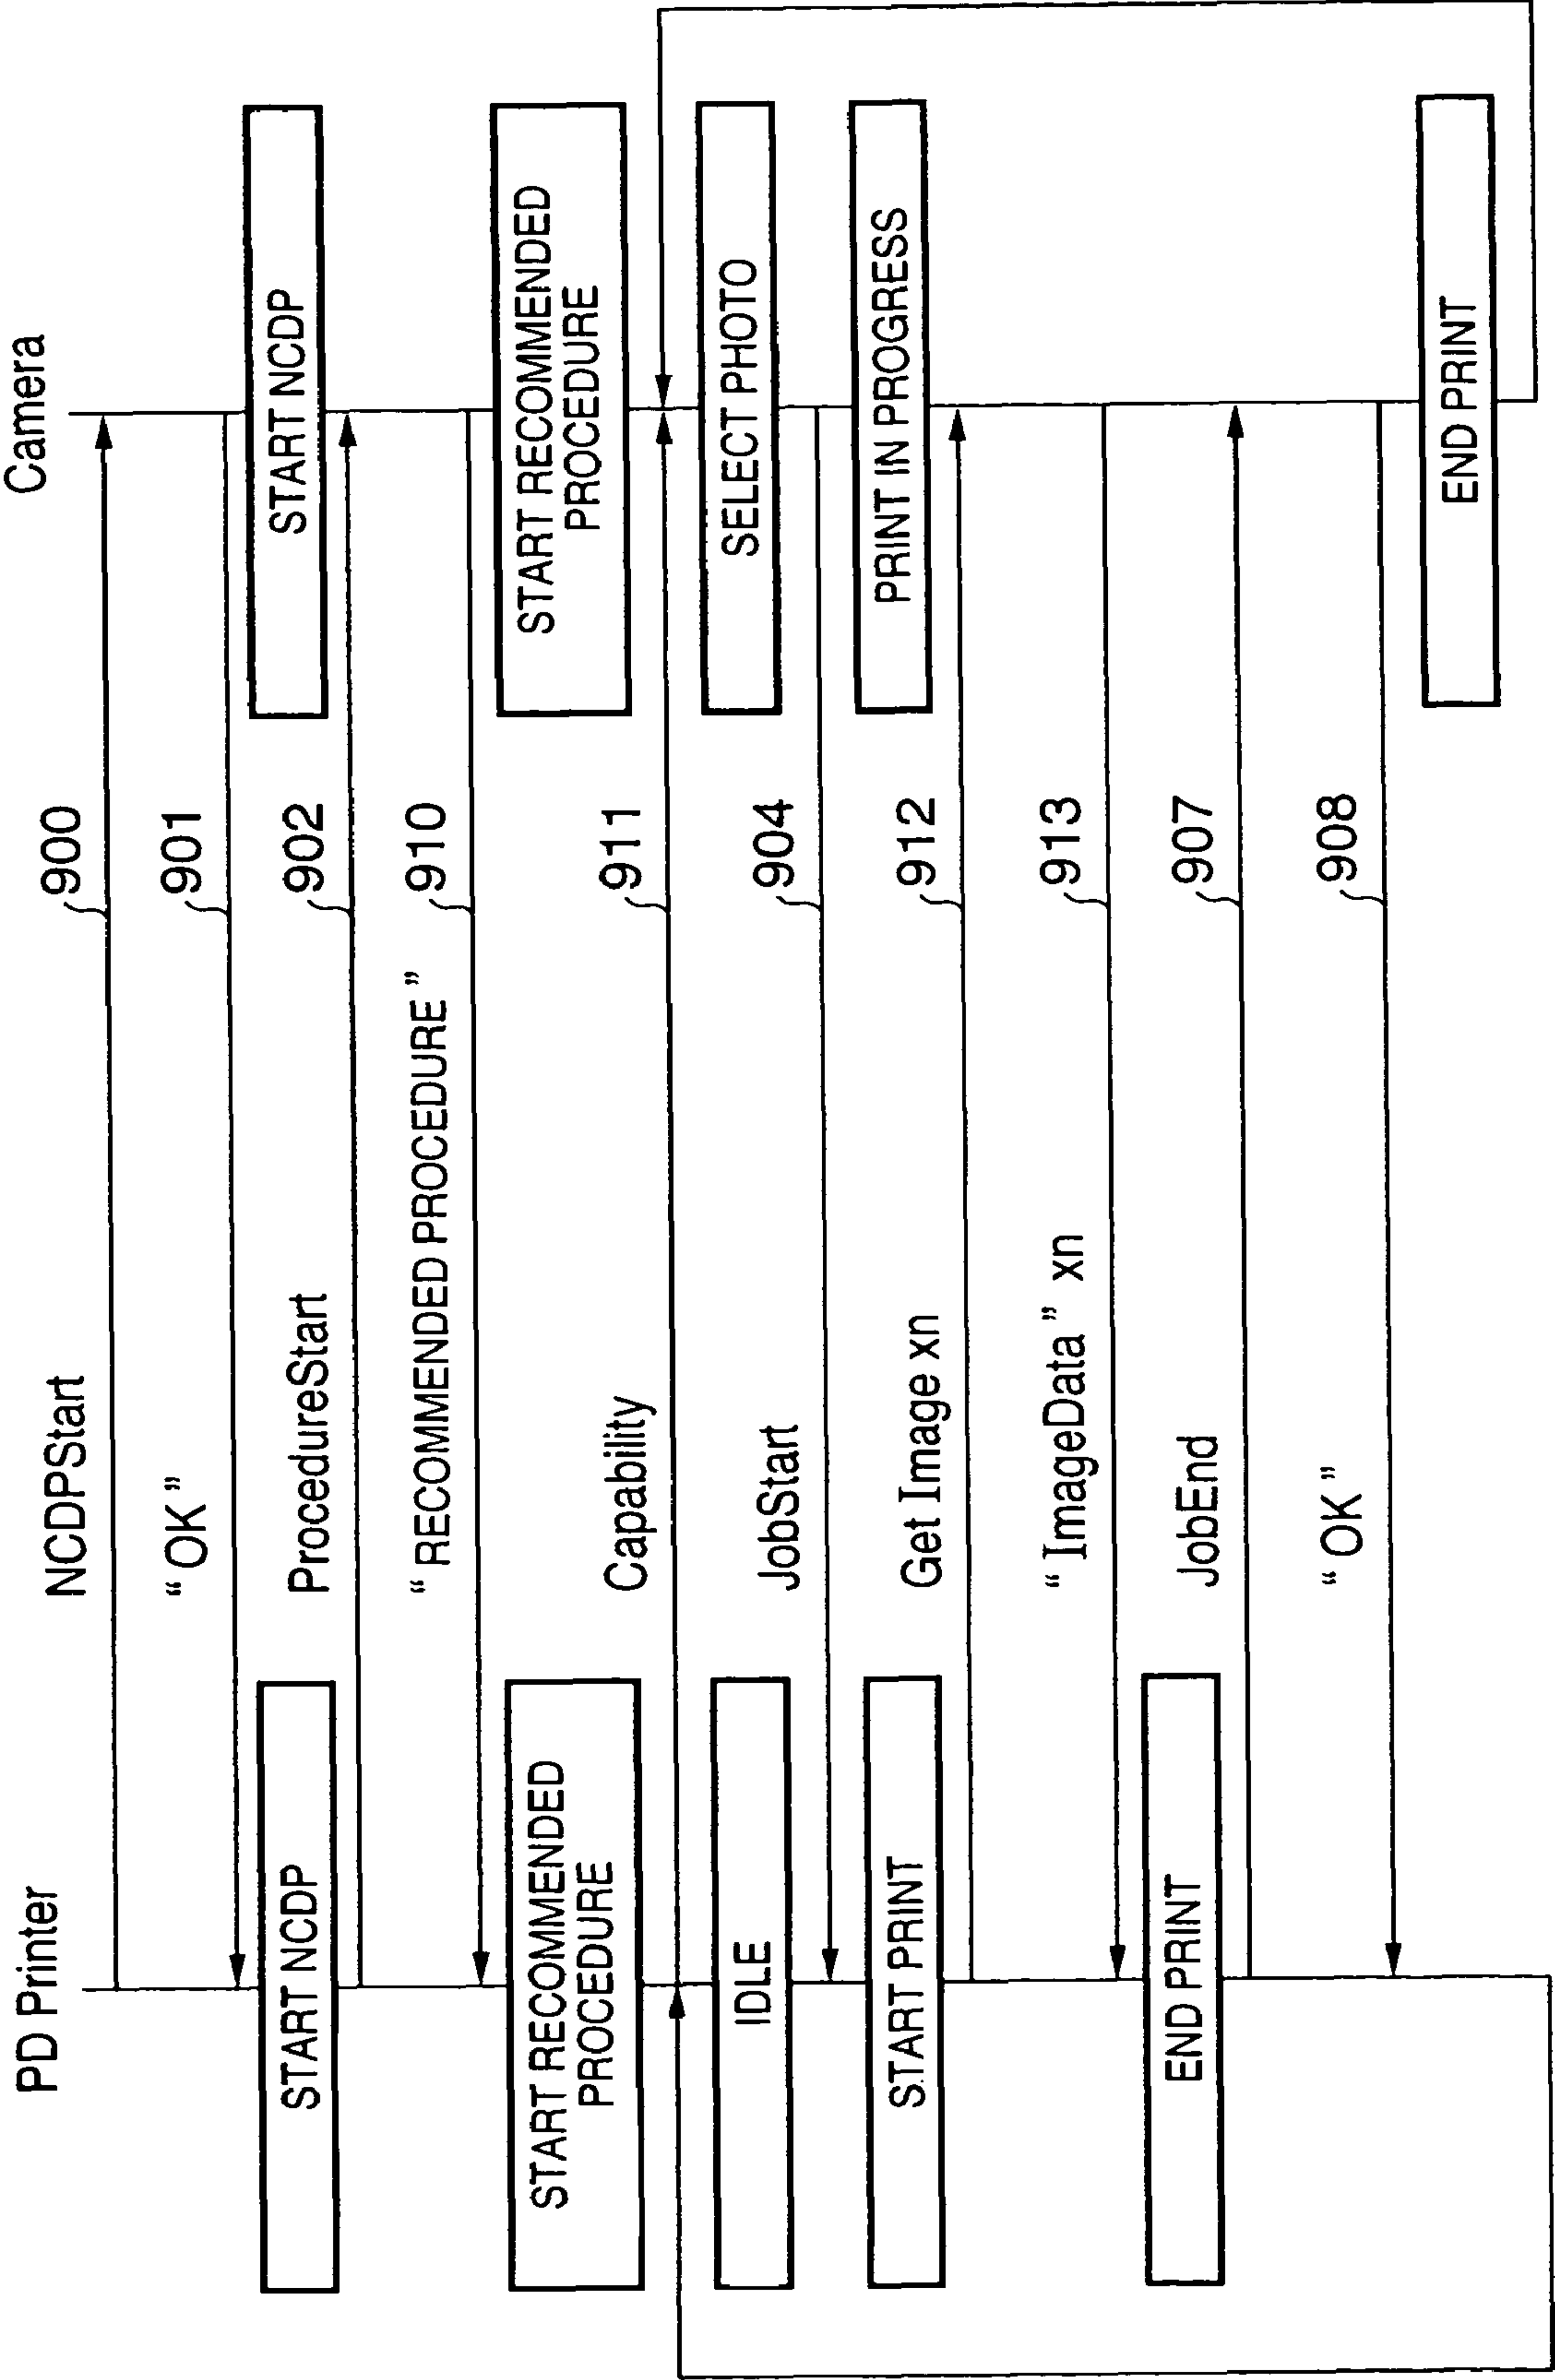 PD Printer
Camera
NCDPStart
900
“OK”
901
START NCDP
START NCDP
ProcedureStart
902
“RECOMMENDED PROCEDURE”
910
START RECOMMENDED
PROCEDURE
START RECOMMENDED
PROCEDURE
Capability
911
IDLE
SELECT PHOTO
JobStart
904
START PRINT
PRINT IN PROGRESS
Get Image xn
912
“ImageData” xn
913
END PRINT
JobEnd
907
“OK”
908
END PRINT